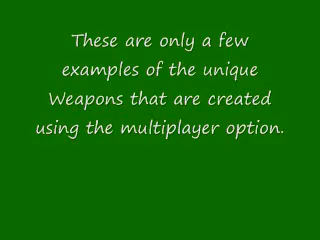 These are only a few
examples of the unique
Weapons that are created
using the multiplayer option.